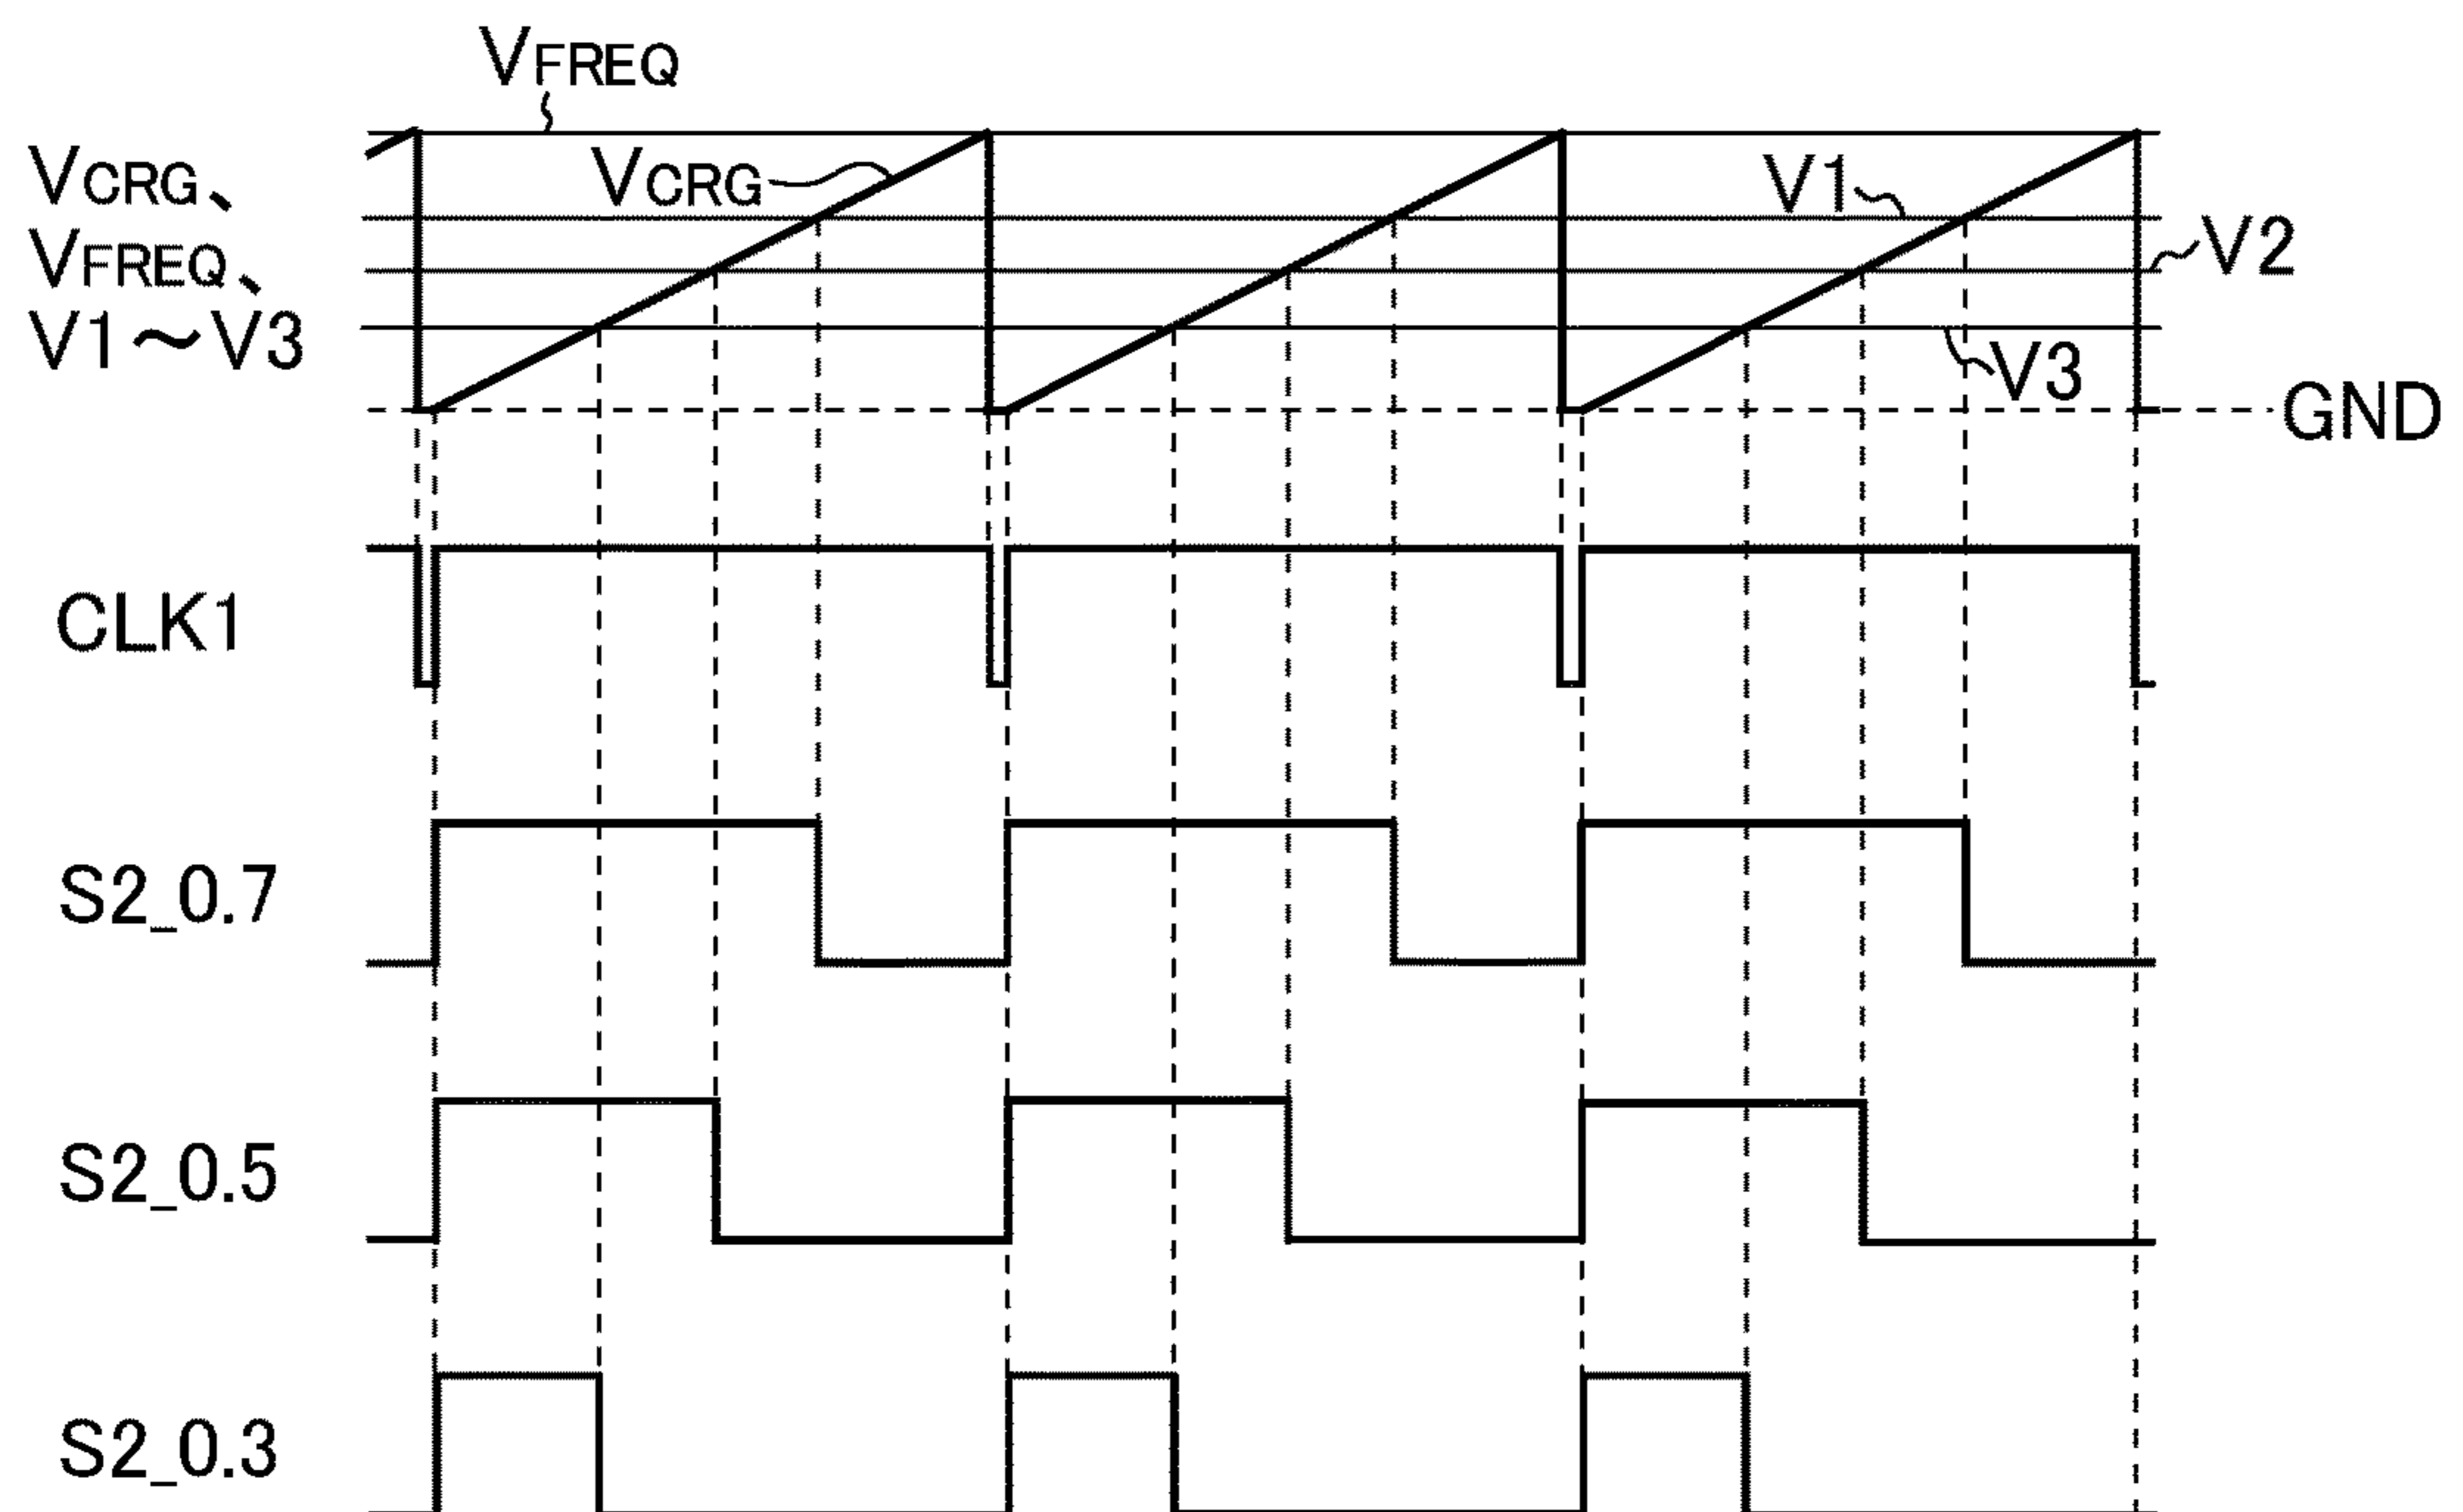 VFREQ
VCRG、
VFREQ、
V1～V3
VCRG
V1
V2
V3
GND
CLK1
S2_0.7
S2_0.5
S2_0.3